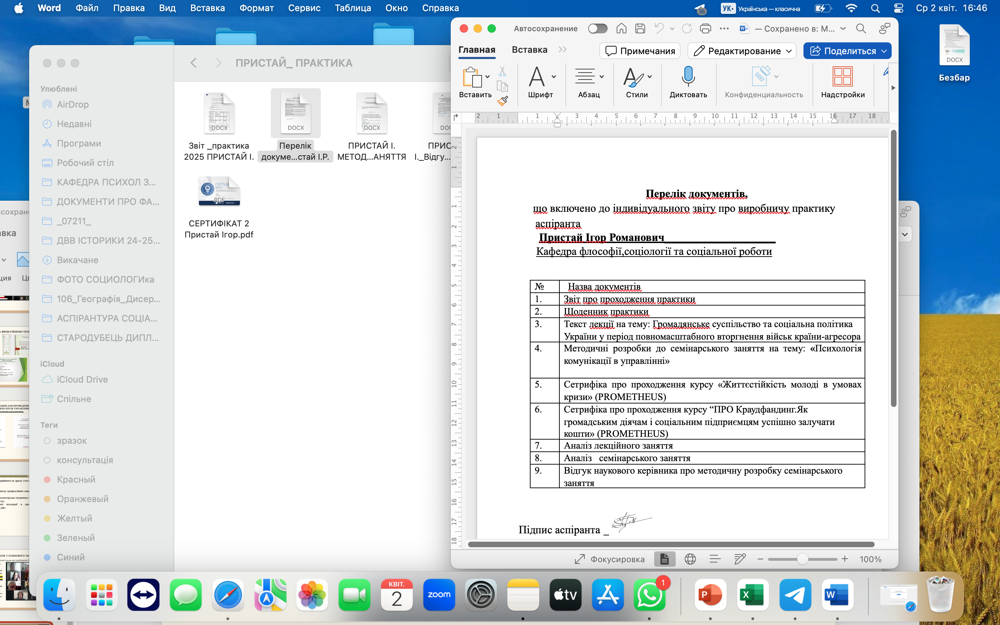 Word Файл Правка Вид Вставка Формат Сервис Таблица Окно Справка
36 УК• Українська — класична Ср 2 квіт. 16:46
Автосохранение — Сохранено в: М...
Главная Вставка Примечания Редактирование Поделиться
Вставить Шрифт Абзац Стили Диктовать Конфиденциальность Надстройки
DOCX
Безбар
ПРИСТАЙ_ ПРАКТИКА
Улюблені
AirDrop
Недавні
Програми
Робочий стіл
КАФЕДРА ПСИХОЛ З...
ДОКУМЕНТИ ПРО ФА...
_07211_
ДВВ ІСТОРИКИ 24-25...
Викачане
ФОТО СОЦИОЛОГИка
106_Географія_Дисер...
АСПІРАНТУРА СОЦІА...
СТАРОДУБЕЦЬ ДИПЛ...
iCloud
iCloud Drive
Спільне
Теги
зразок
консультація
Красный
Оранжевый
Желтый
Зеленый
Синий
DOCX
Звіт _практика
2025 ПРИСТАЙ І.
DOCX
Перелік
докуме...стай І.Р.
DOCX
ПРИСТАЙ І.
МЕТОД...АНЯТТЯ
ПРИС
І._Відгу...
PDF
СЕРТИФІКАТ 2
Пристай Ігор.pdf
2 1 1 2 3 4 5 6 7 8 9 10 11 12 13 14 15 16 17 18
Перелік документів,
що включено до індивідуального звіту про виробничу практику
аспіранта
Пристай Ігор Романович
Кафедра флософії,соціології та соціальної роботи
№ Назва документів
1. Звіт про проходження практики
2. Щоденник практики
3. Текст лекції на тему: Громадянське суспільство та соціальна політика
України у період повномасштабного вторгнення військ країни-агресора
4. Методичні розробки до семінарського заняття на тему: «Психологія
комунікації в управлінні»
5. Сетрифіка про проходження курсу «Життєстійкість молоді в умовах
кризи» (PROMETHEUS)
6. Сетрифіка про проходження курсу “ПРО Краудфандинг.Як
громадським діячам і соціальним підприємцям успішно залучати
кошти» (PROMETHEUS)
7. Аналіз лекційного заняття
8. Аналіз семінарського заняття
9. Відгук наукового керівника про методичну розробку семінарського
заняття
Підпис аспіранта _
Фокусировка 100%
КВІТ.
2
zoom
tv
1
P
X
W